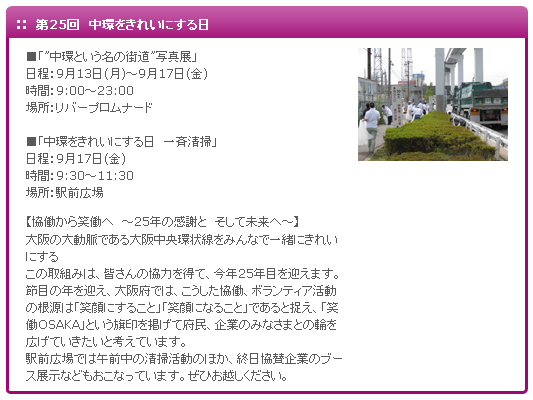 第25回 中環をきれいにする日
■「”中環という名の街道”写真展」
日程：9月13日(月)～9月17日(金)
時間：9:00～23:00
場所：リバープロムナード
■「中環をきれいにする日　一斉清掃」
日程：9月17日(金)
時間：9:30～11:30
場所：駅前広場
【協働から笑働へ　～25年の感謝と　そして未来へ～】
大阪の大動脈である大阪中央環状線をみんなで一緒にきれい
にする
この取組みは、皆さんの協力を得て、今年25年目を迎えます。
節目の年を迎え、大阪府では、こうした協働、ボランティア活動
の根源は「笑顔にすること」「笑顔になること」であると捉え、「笑
働OSAKA」という旗印を掲げて府民、企業のみなさまとの輪を
広げていきたいと考えています。
駅前広場では午前中の清掃活動のほか、終日協賛企業のブー
ス展示などもおこなっています。ぜひお越しください。